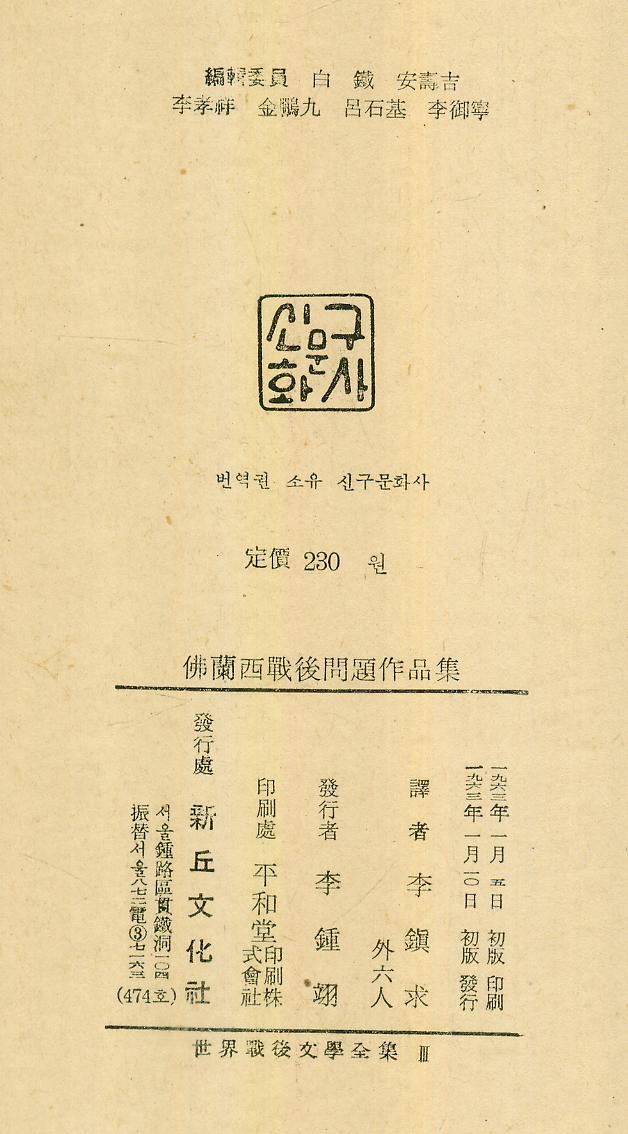 編輯委員 白 鐵 安壽吉
李孝祥 金鵬九 呂石基 李御寧
신구
문
화사
번역권 소유 신구문화사
定價 230 원
佛蘭西戰後問題作品集
一九六三年 一月 五日 初版 印刷
一九六三年 一月 一〇日 初版 發行
譯者 李鎭求
外六人
發行者 李鍾翊
印刷處 平和堂印刷株式會社
發行處 新丘文化社
서울鍾路區貫鐵洞一〇四
振替서울八七二電③七一六三
(474호)
世界戰後文學全集 Ⅲ